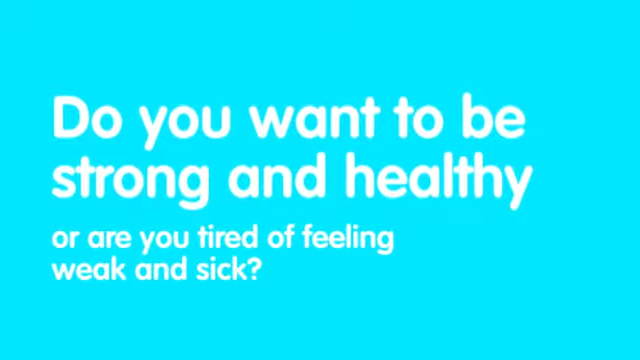 Do you want to be
strong and healthy
or are you tired of feeling
weak and sick?